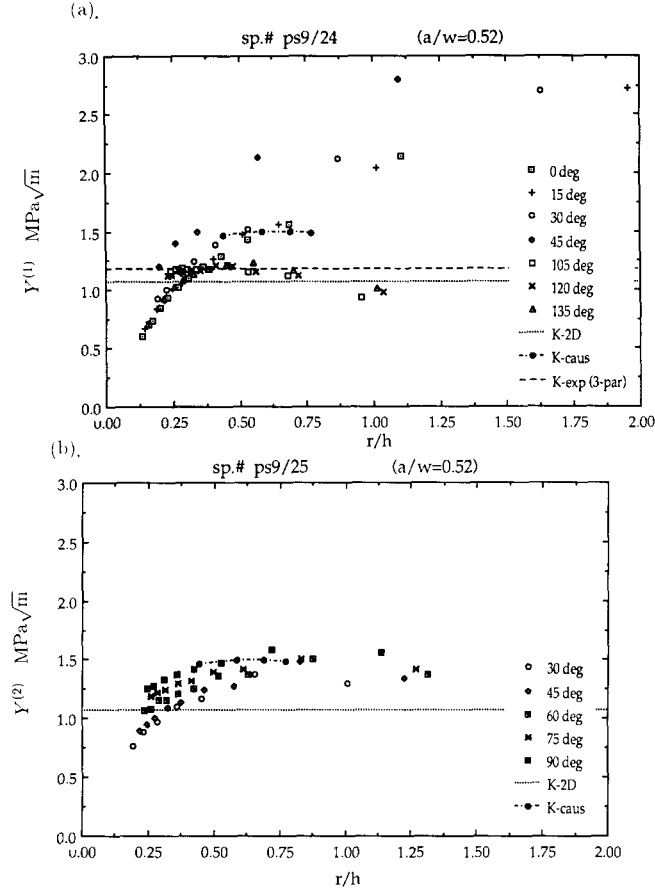 (a).
sp.# ps9/24 (a/w=0.52)
3.0
2.5
2.0
1.5
1.0
0.5
0.0
Y(1) MPa√m
0 deg
15 deg
30 deg
45 deg
105 deg
120 deg
135 deg
K-2D
K-caus
K-exp (3-par)
0.00 0.25 0.50 0.75 1.00 1.25 1.50 1.75 2.00
r/h
(b).
sp.# ps9/25 (a/w=0.52)
3.0
2.5
2.0
1.5
1.0
0.5
0.0
Y(2) MPa√m
30 deg
45 deg
60 deg
75 deg
90 deg
K-2D
K-caus
0.00 0.25 0.50 0.75 1.00 1.25 1.50 1.75 2.00
r/h